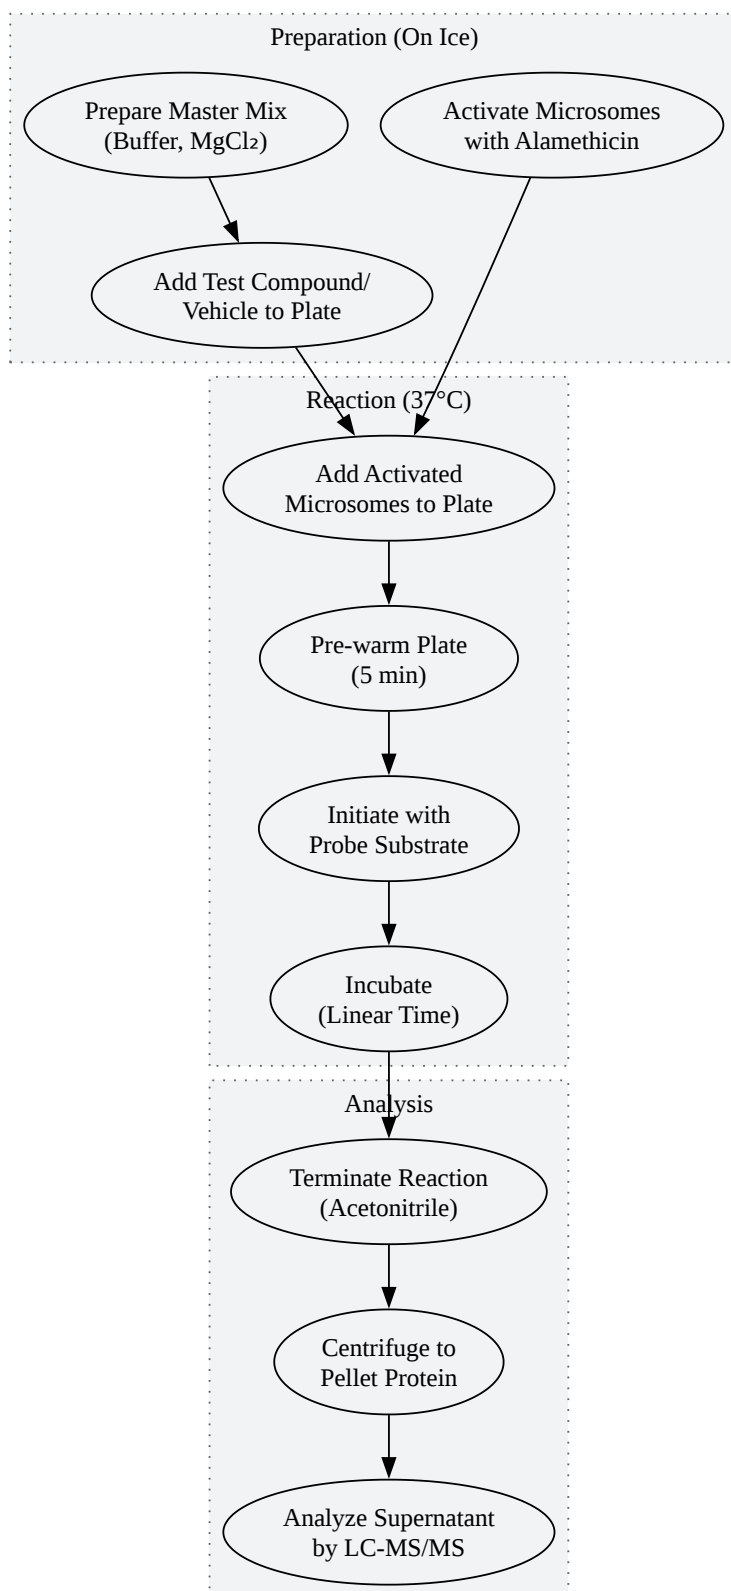 Preparation (On Ice)
Prepare Master Mix
(Buffer, MgCl₂)
Activate Microsomes
with Alamethicin
Add Test Compound/
Vehicle to Plate
Reaction (37°C)
Add Activated
Microsomes to Plate
Pre-warm Plate
(5 min)
Initiate with
Probe Substrate
Incubate
(Linear Time)
Analysis
Terminate Reaction
(Acetonitrile)
Centrifuge to
Pellet Protein
Analyze Supernatant
by LC-MS/MS